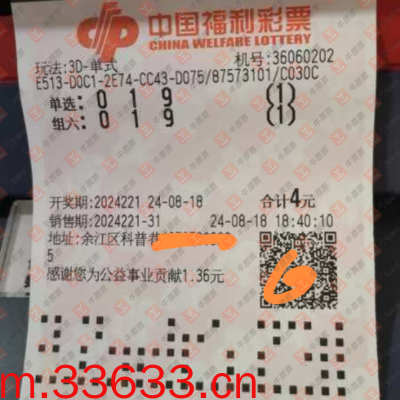 中国福利彩票
CHINA WELFARE LOTTERY
玩法:3D-单式 机号:36060202
E513-D0C1-2E74-CC43-D075/87573101/C030C
单选: 0 1 9 (1)
组六: 0 1 9 (1)
开奖期:2024221 24-08-18 合计4元
销售期:2024221-31 24-08-18 18:40:10
地址:余江区科普巷
5
6
感谢您为公益事业贡献1.36元
m.33633.cn